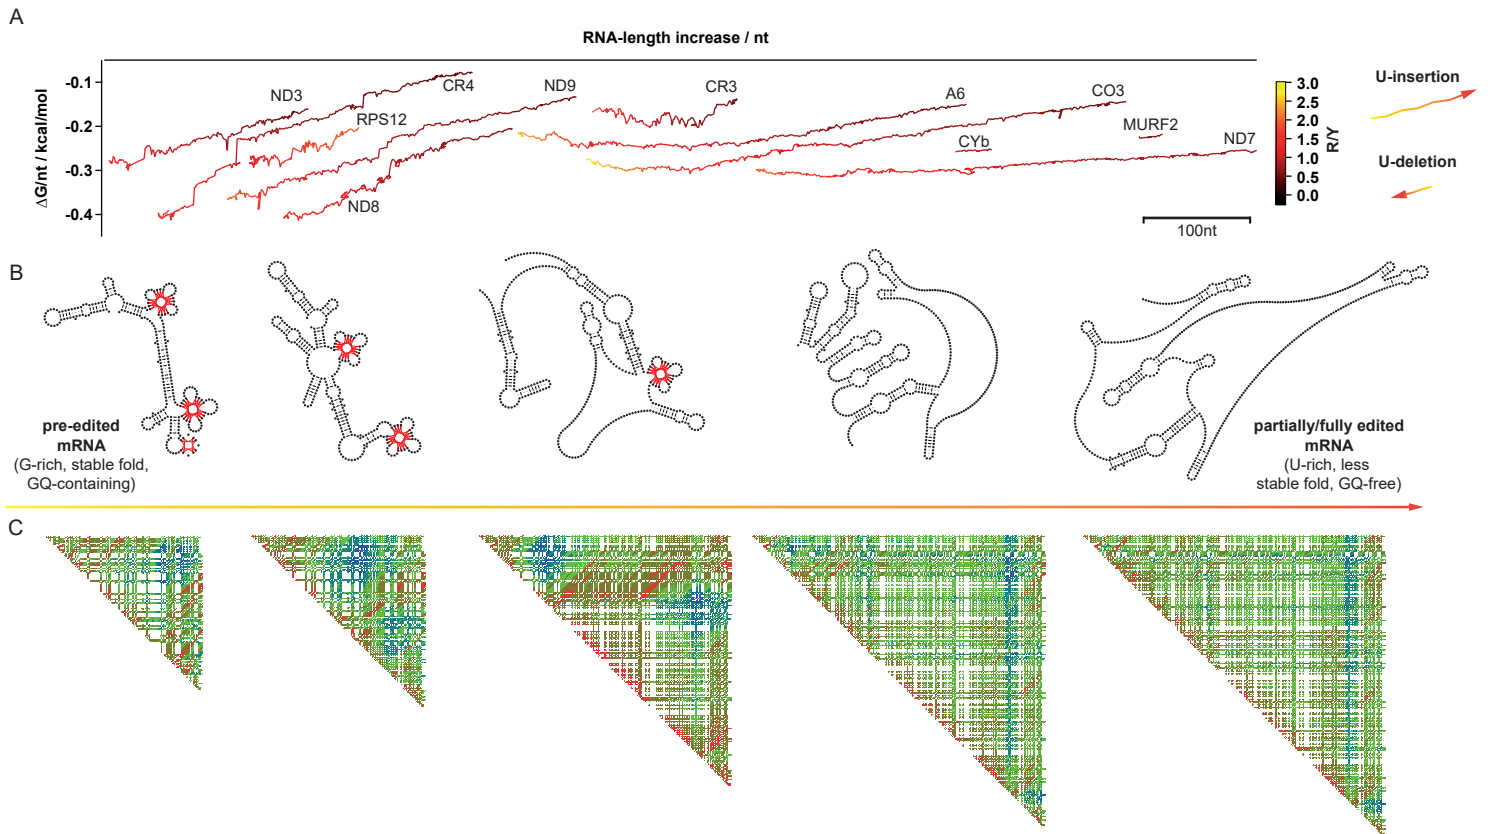 A
RNA-length increase / nt
ΔG/nt / kcal/mol
-0.1
-0.2
-0.3
-0.4
ND3
CR4
RPS12
ND9
ND8
CR3
A6
CO3
CYb
MURF2
ND7
100nt
3.0
2.5
2.0
1.5
1.0
0.5
0.0
R/Y
U-insertion
U-deletion
B
pre-edited
mRNA
(G-rich, stable fold,
GQ-containing)
partially/fully edited
mRNA
(U-rich, less
stable fold, GQ-free)
C